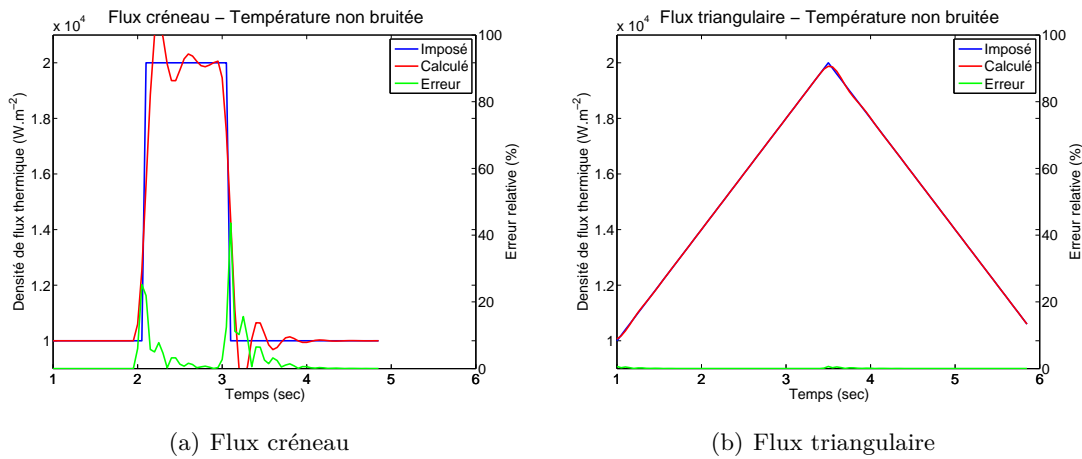 Flux créneau − Température non bruitée
x 10⁴
Densité de flux thermique (W.m⁻²)
2
1.8
1.6
1.4
1.2
1
1
2
3
4
5
6
Temps (sec)
100
80
60
40
20
0
Erreur relative (%)
Imposé
Calculé
Erreur
(a) Flux créneau
Flux triangulaire − Température non bruitée
x 10⁴
Densité de flux thermique (W.m⁻²)
2
1.8
1.6
1.4
1.2
1
1
2
3
4
5
6
Temps (sec)
100
80
60
40
20
0
Erreur relative (%)
Imposé
Calculé
Erreur
(b) Flux triangulaire